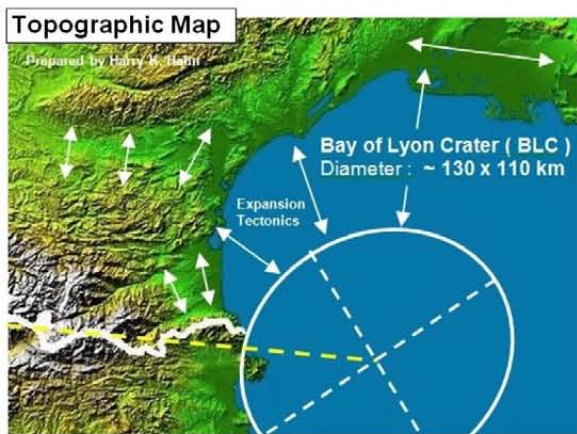 Topographic Map
Prepared by Harry K. Hahn
Bay of Lyon Crater ( BLC )
Diameter : ~ 130 x 110 km
Expansion
Tectonics